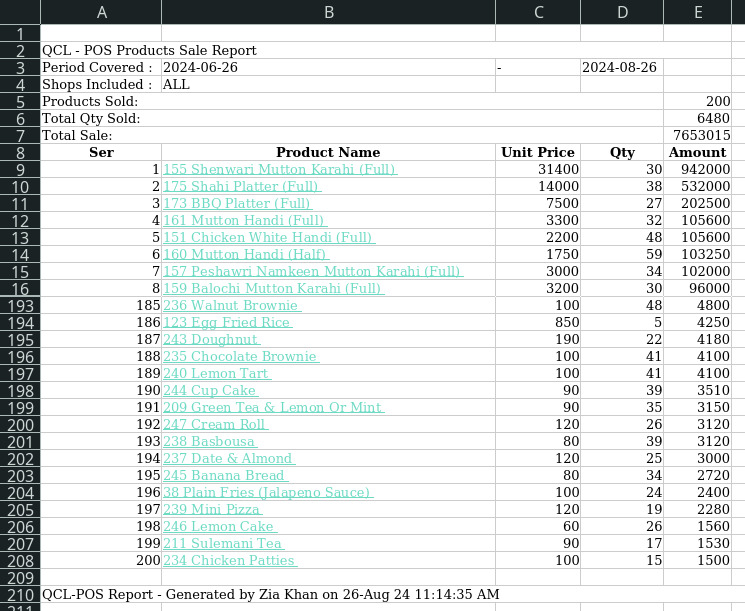 A B C D E
1
2 QCL - POS Products Sale Report
3 Period Covered : 2024-06-26 - 2024-08-26
4 Shops Included : ALL
5 Products Sold: 200
6 Total Qty Sold: 6480
7 Total Sale: 7653015
8 Ser Product Name Unit Price Qty Amount
9 1 155 Shenwari Mutton Karahi (Full) 31400 30 942000
10 2 175 Shahi Platter (Full) 14000 38 532000
11 3 173 BBQ Platter (Full) 7500 27 202500
12 4 161 Mutton Handi (Full) 3300 32 105600
13 5 151 Chicken White Handi (Full) 2200 48 105600
14 6 160 Mutton Handi (Half) 1750 59 103250
15 7 157 Peshawri Namkeen Mutton Karahi (Full) 3000 34 102000
16 8 159 Balochi Mutton Karahi (Full) 3200 30 96000
193 185 236 Walnut Brownie 100 48 4800
194 186 123 Egg Fried Rice 850 5 4250
195 187 243 Doughnut 190 22 4180
196 188 235 Chocolate Brownie 100 41 4100
197 189 240 Lemon Tart 100 41 4100
198 190 244 Cup Cake 90 39 3510
199 191 209 Green Tea & Lemon Or Mint 90 35 3150
200 192 247 Cream Roll 120 26 3120
201 193 238 Basbousa 80 39 3120
202 194 237 Date & Almond 120 25 3000
203 195 245 Banana Bread 80 34 2720
204 196 38 Plain Fries (Jalapeno Sauce) 100 24 2400
205 197 239 Mini Pizza 120 19 2280
206 198 246 Lemon Cake 60 26 1560
207 199 211 Sulemani Tea 90 17 1530
208 200 234 Chicken Patties 100 15 1500
209
210 QCL-POS Report - Generated by Zia Khan on 26-Aug 24 11:14:35 AM
211